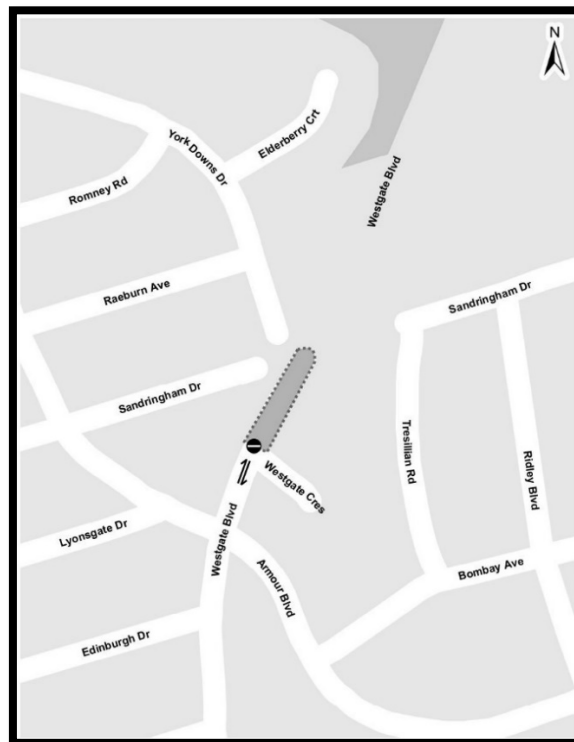 N
York Downs Dr
Elderberry Crt
Westgate Blvd
Romney Rd
Raeburn Ave
Sandringham Dr
Sandringham Dr
Tresillian Rd
Ridley Blvd
Westgate Cres
Westgate Blvd
Lyonsgate Dr
Armour Blvd
Bombay Ave
Edinburgh Dr